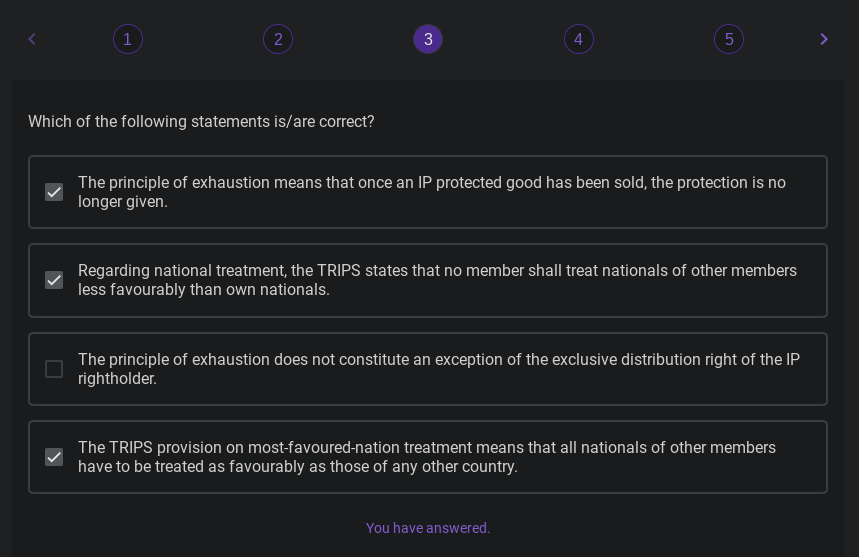 1 2 3 4 5
Which of the following statements is/are correct?
The principle of exhaustion means that once an IP protected good has been sold, the protection is no
longer given.
Regarding national treatment, the TRIPS states that no member shall treat nationals of other members
less favourably than own nationals.
The principle of exhaustion does not constitute an exception of the exclusive distribution right of the IP
rightholder.
The TRIPS provision on most-favoured-nation treatment means that all nationals of other members
have to be treated as favourably as those of any other country.
You have answered.